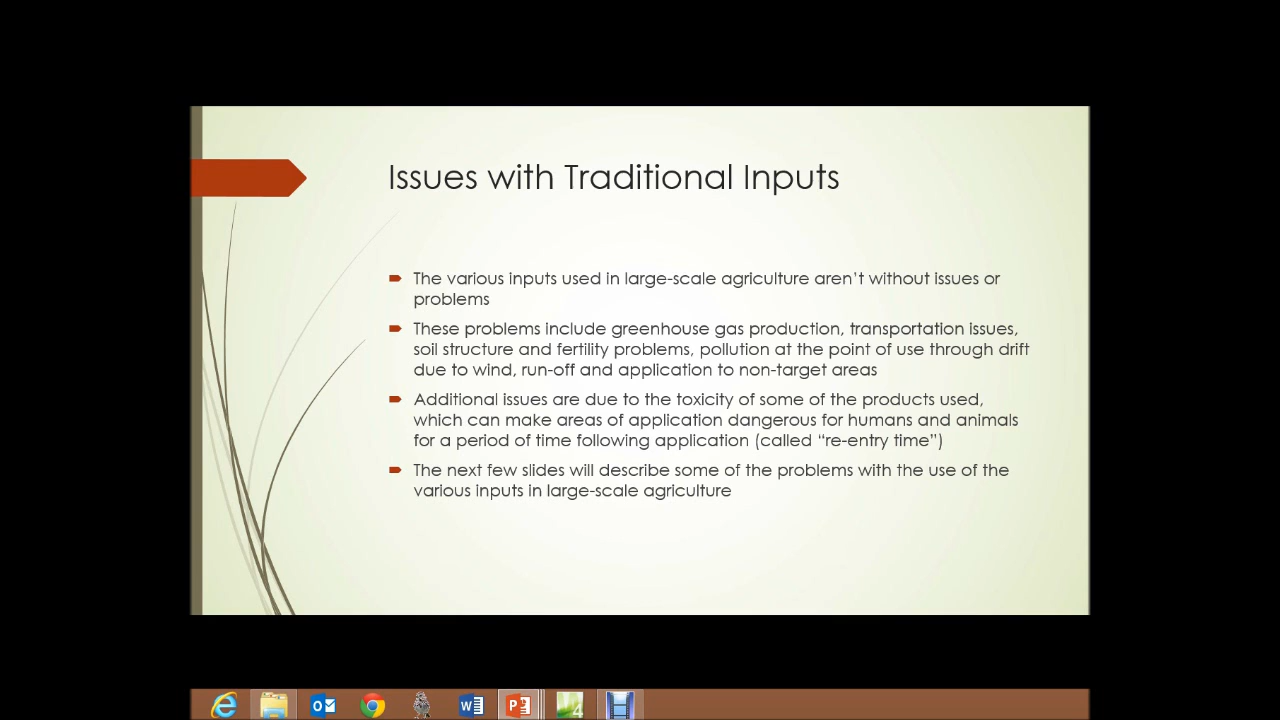 Issues with Traditional Inputs
The various inputs used in large-scale agriculture aren't without issues or
problems
These problems include greenhouse gas production, transportation issues,
soil structure and fertility problems, pollution at the point of use through drift
due to wind, run-off and application to non-target areas
Additional issues are due to the toxicity of some of the products used,
which can make areas of application dangerous for humans and animals
for a period of time following application (called “re-entry time”)
The next few slides will describe some of the problems with the use of the
various inputs in large-scale agriculture